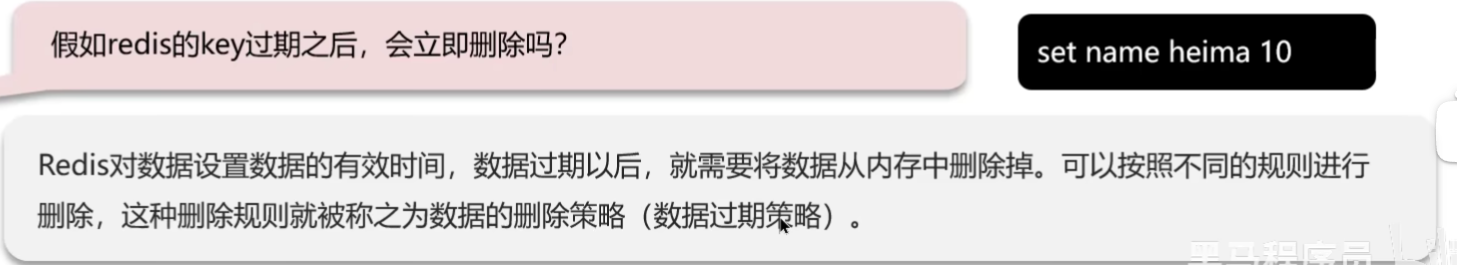 假如redis的key过期之后，会立即删除吗？
set name heima 10
Redis对数据设置数据的有效时间，数据过期以后，就需要将数据从内存中删除掉。可以按照不同的规则进行
删除，这种删除规则就被称之为数据的删除策略（数据过期策略）。
黑马程序员